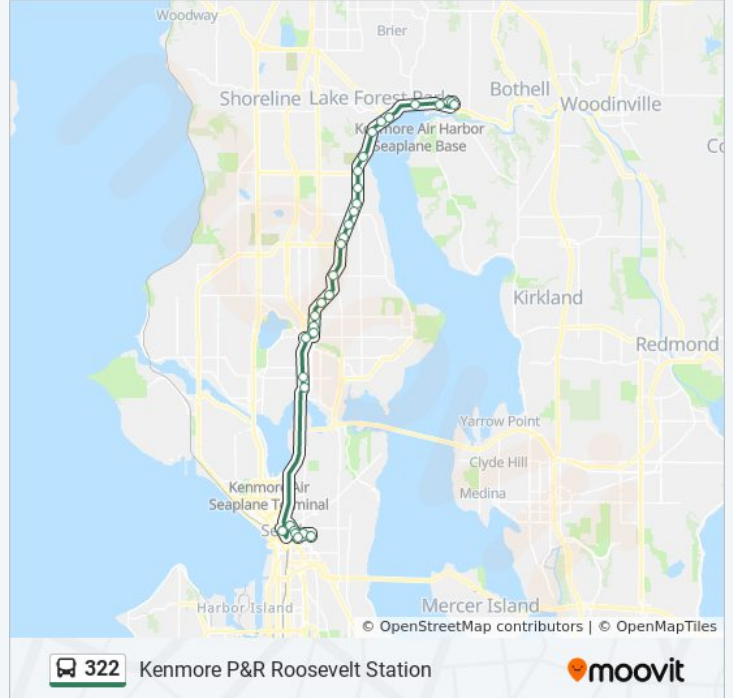 Woodway
Brier
Shoreline Lake Forest Park
Bothell
Woodinville
Kenmore Air Harbor
Seaplane Base
Kirkland
Redmond
Yarrow Point
Clyde Hill
Medina
Kenmore Air
Seaplane Terminal
Se
Mercer Island
Harbor Island
© OpenStreetMap contributors | © OpenMapTiles
322 Kenmore P&R Roosevelt Station
moovit